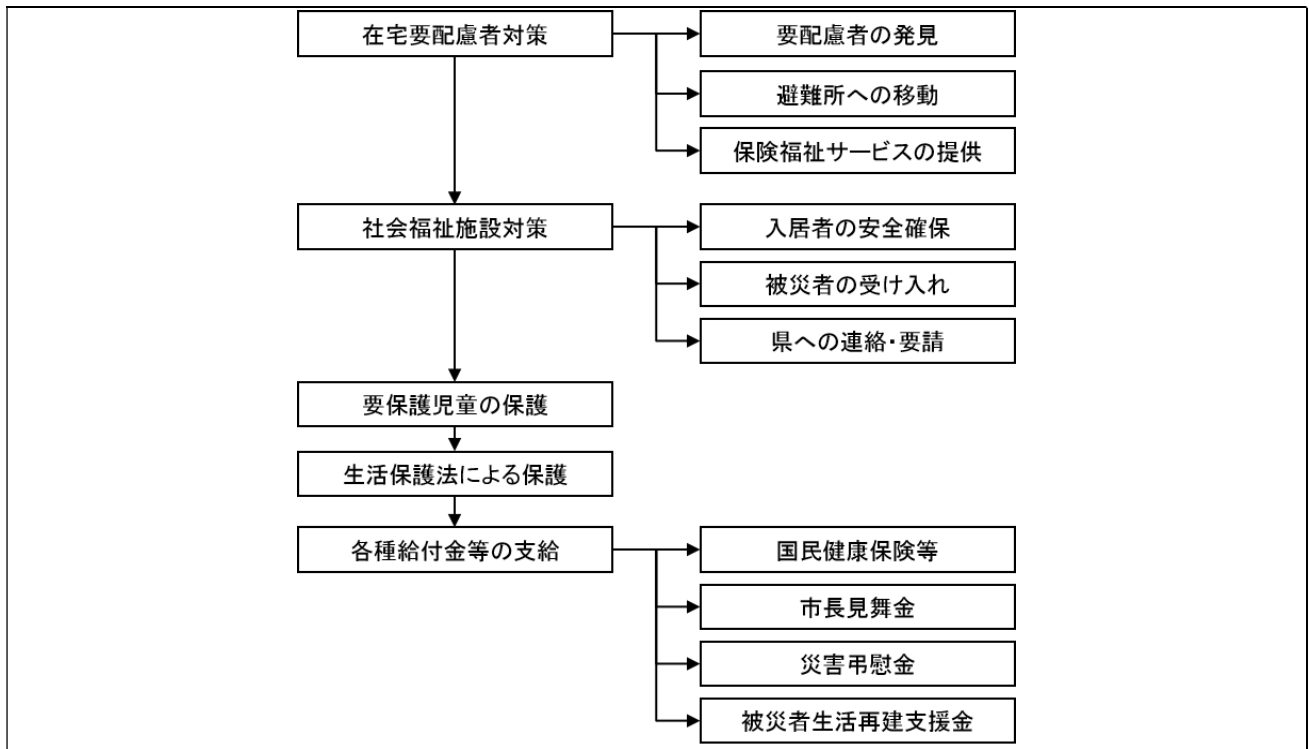 在宅要配慮者対策
要配慮者の発見
避難所への移動
保険福祉サービスの提供
社会福祉施設対策
入居者の安全確保
被災者の受け入れ
県への連絡・要請
要保護児童の保護
生活保護法による保護
各種給付金等の支給
国民健康保険等
市長見舞金
災害弔慰金
被災者生活再建支援金